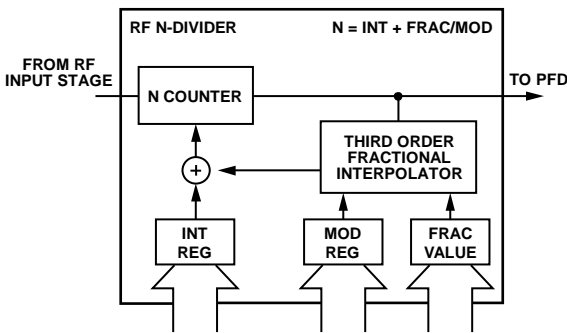 RF N-DIVIDER
N = INT + FRAC/MOD
FROM RF
INPUT STAGE
TO PFD
N COUNTER
THIRD ORDER
FRACTIONAL
INTERPOLATOR
+
INT
REG
MOD
REG
FRAC
VALUE